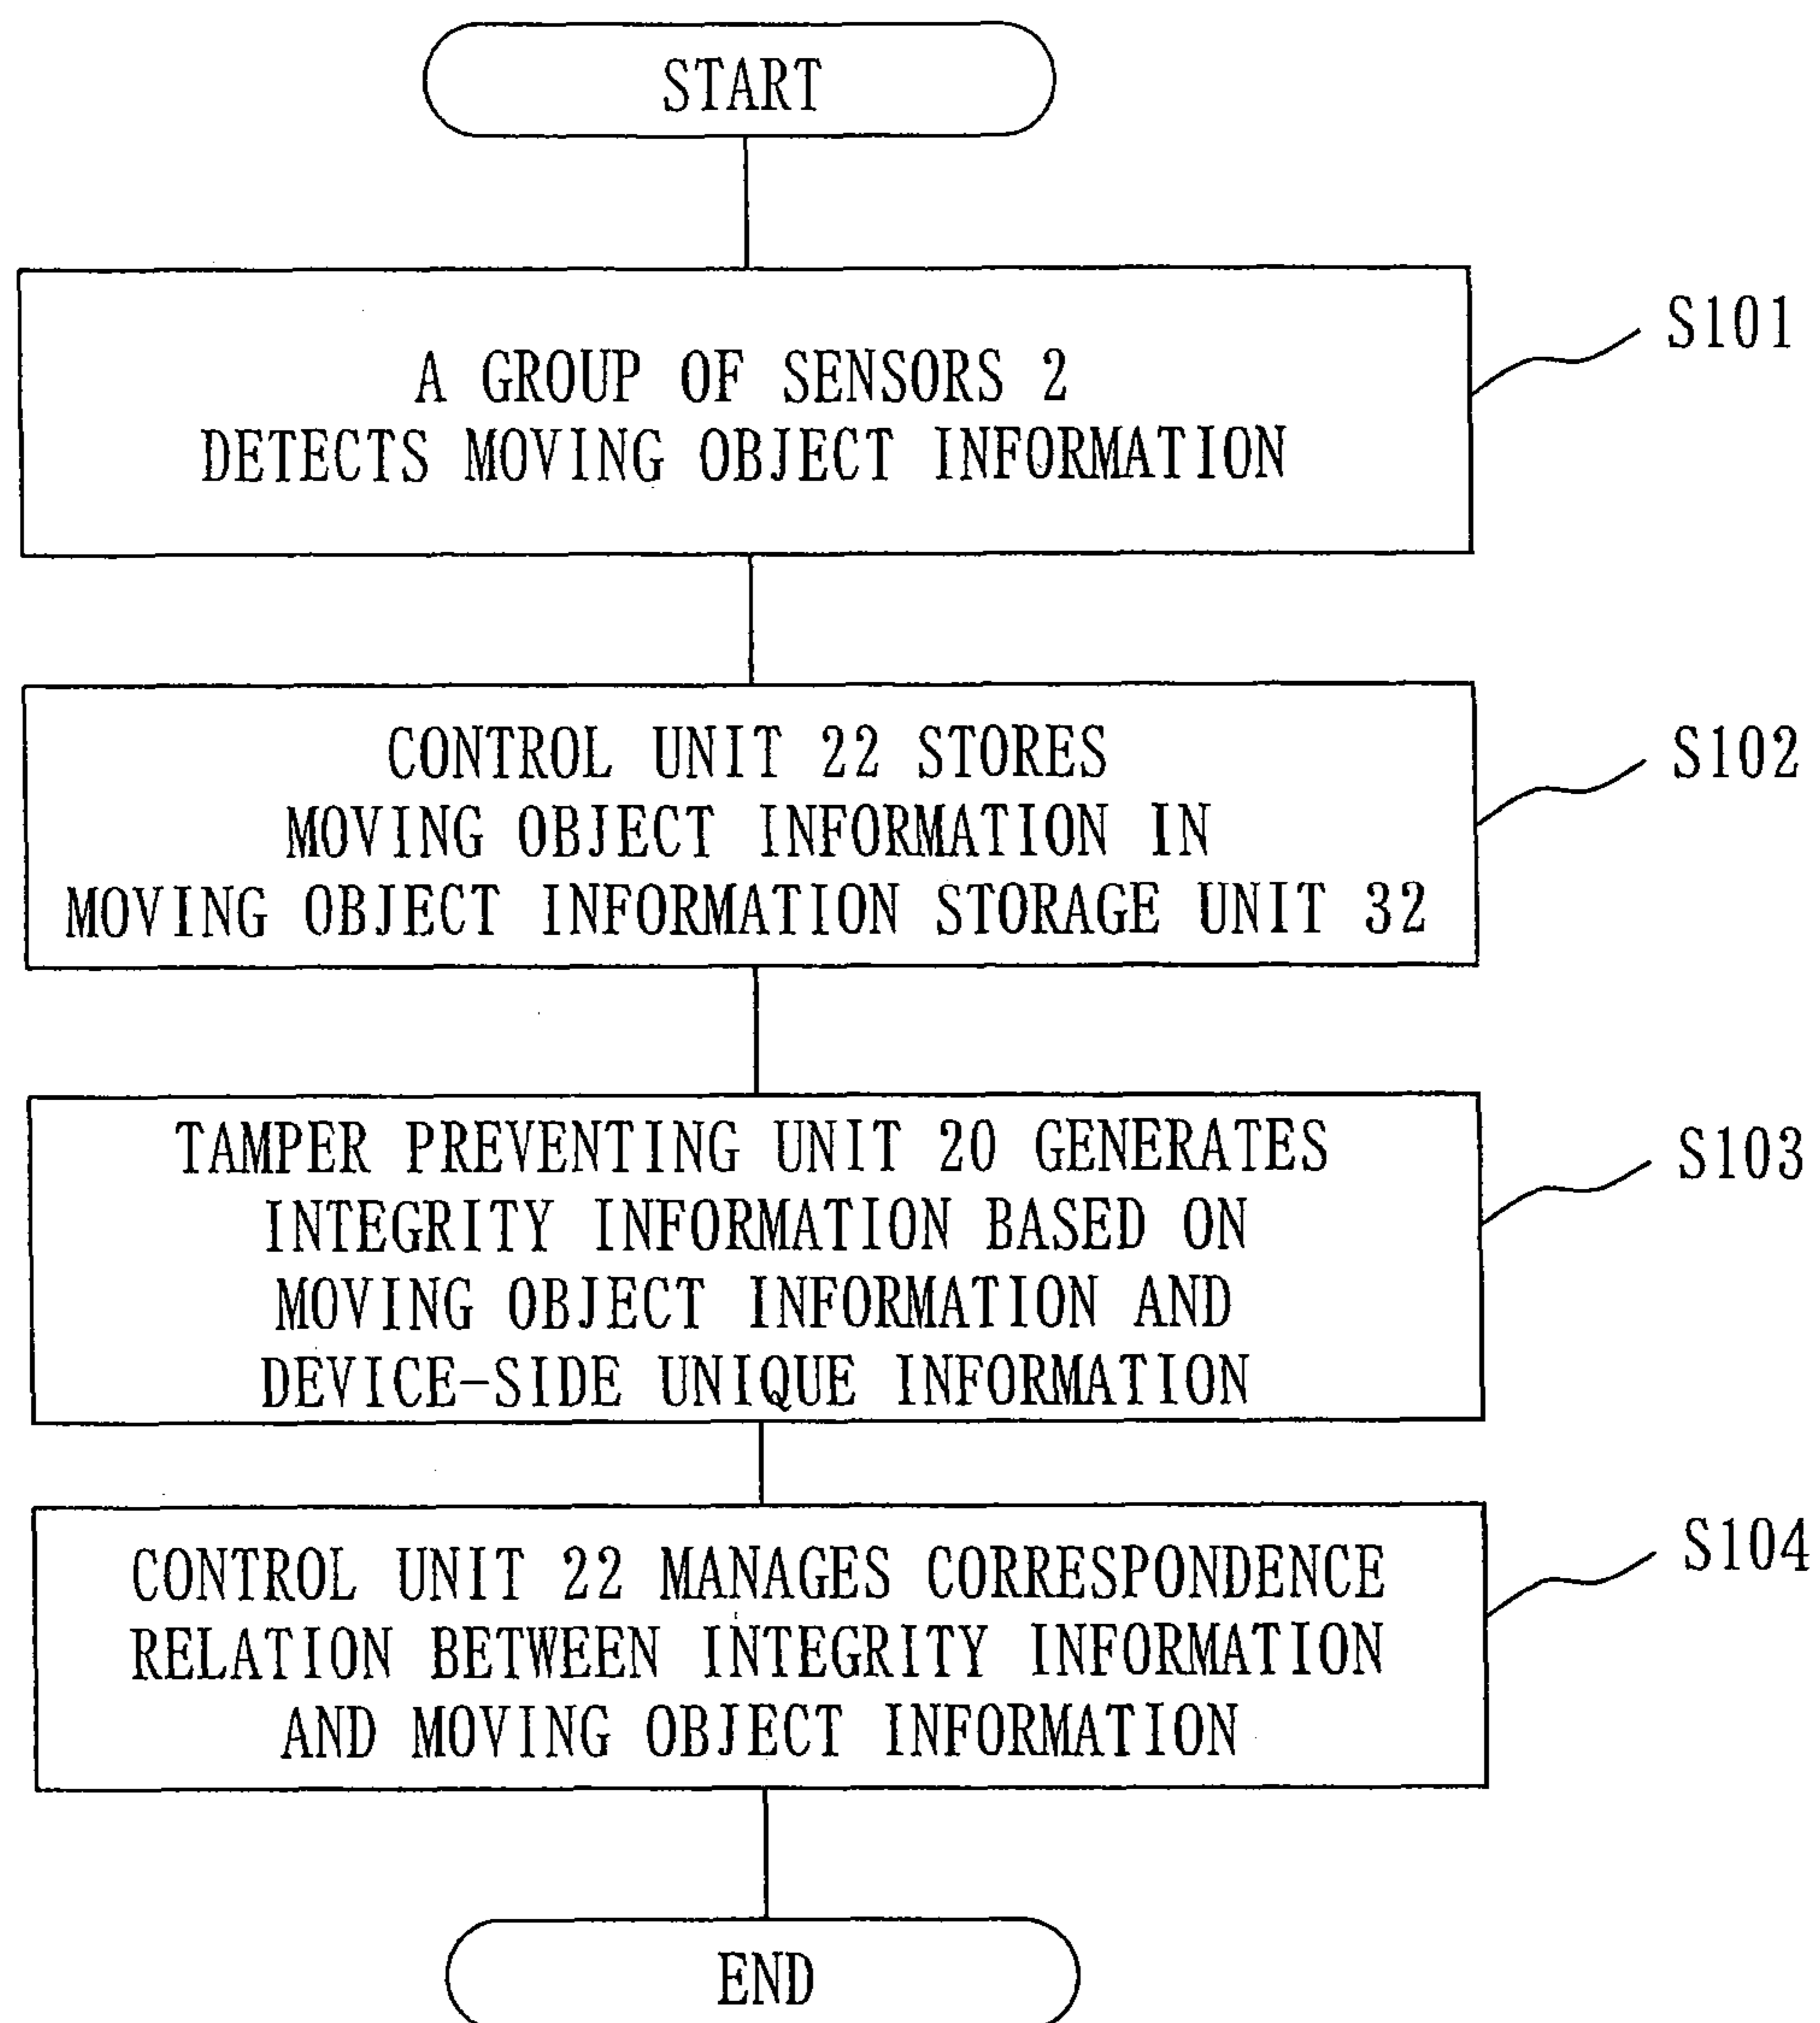 START
A GROUP OF SENSORS 2
DETECTS MOVING OBJECT INFORMATION
S101
CONTROL UNIT 22 STORES
MOVING OBJECT INFORMATION IN
MOVING OBJECT INFORMATION STORAGE UNIT 32
S102
TAMPER PREVENTING UNIT 20 GENERATES
INTEGRITY INFORMATION BASED ON
MOVING OBJECT INFORMATION AND
DEVICE-SIDE UNIQUE INFORMATION
S103
CONTROL UNIT 22 MANAGES CORRESPONDENCE
RELATION BETWEEN INTEGRITY INFORMATION
AND MOVING OBJECT INFORMATION
S104
END